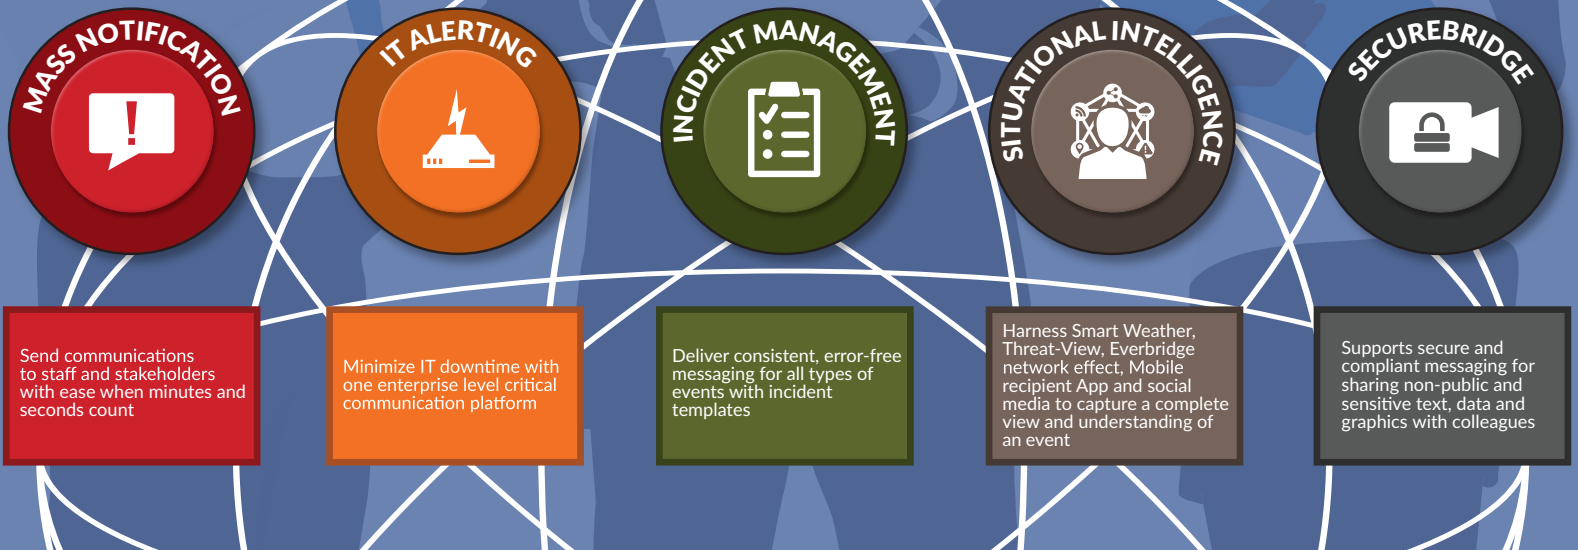 MASS NOTIFICATION
IT ALERTING
INCIDENT MANAGEMENT
SITUATIONAL INTELLIGENCE
SECUREBRIDGE
!
Send communications
to staff and stakeholders
with ease when minutes and
seconds count
Minimize IT downtime with
one enterprise level critical
communication platform
Deliver consistent, error-free
messaging for all types of
events with incident
templates
Harness Smart Weather,
Threat-View, Everbridge
network effect, Mobile
recipient App and social
media to capture a complete
view and understanding of
an event
Supports secure and
compliant messaging for
sharing non-public and
sensitive text, data and
graphics with colleagues